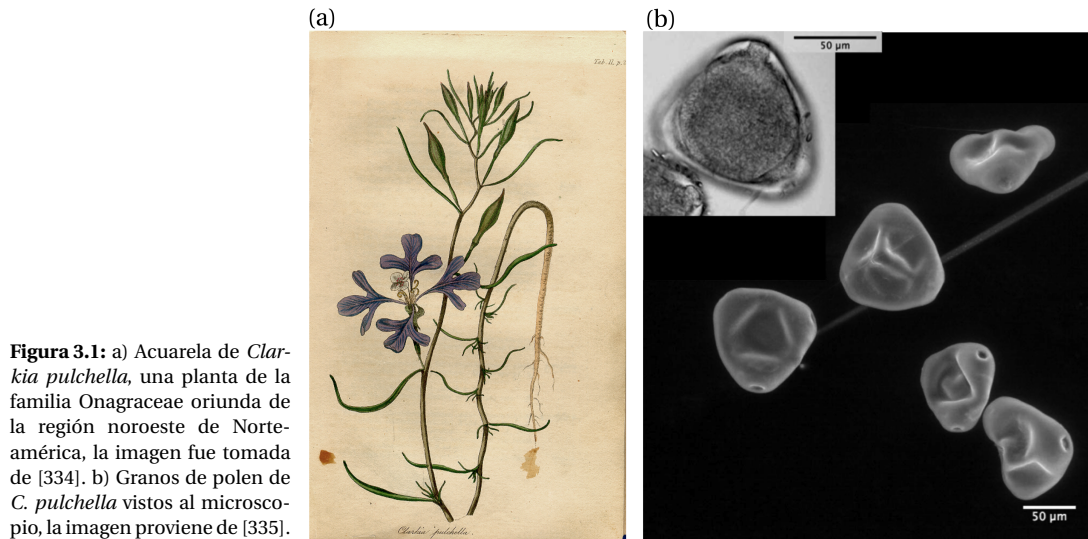 (a)
(b)
Tab. II. p.
50 µm
Figura 3.1: a) Acuarela de Clar-
kia pulchella, una planta de la
familia Onagraceae oriunda de
la región noroeste de Norte-
américa, la imagen fue tomada
de [334]. b) Granos de polen de
C. pulchella vistos al microsco-
pio, la imagen proviene de [335].
Clarkia pulchella.
50 µm